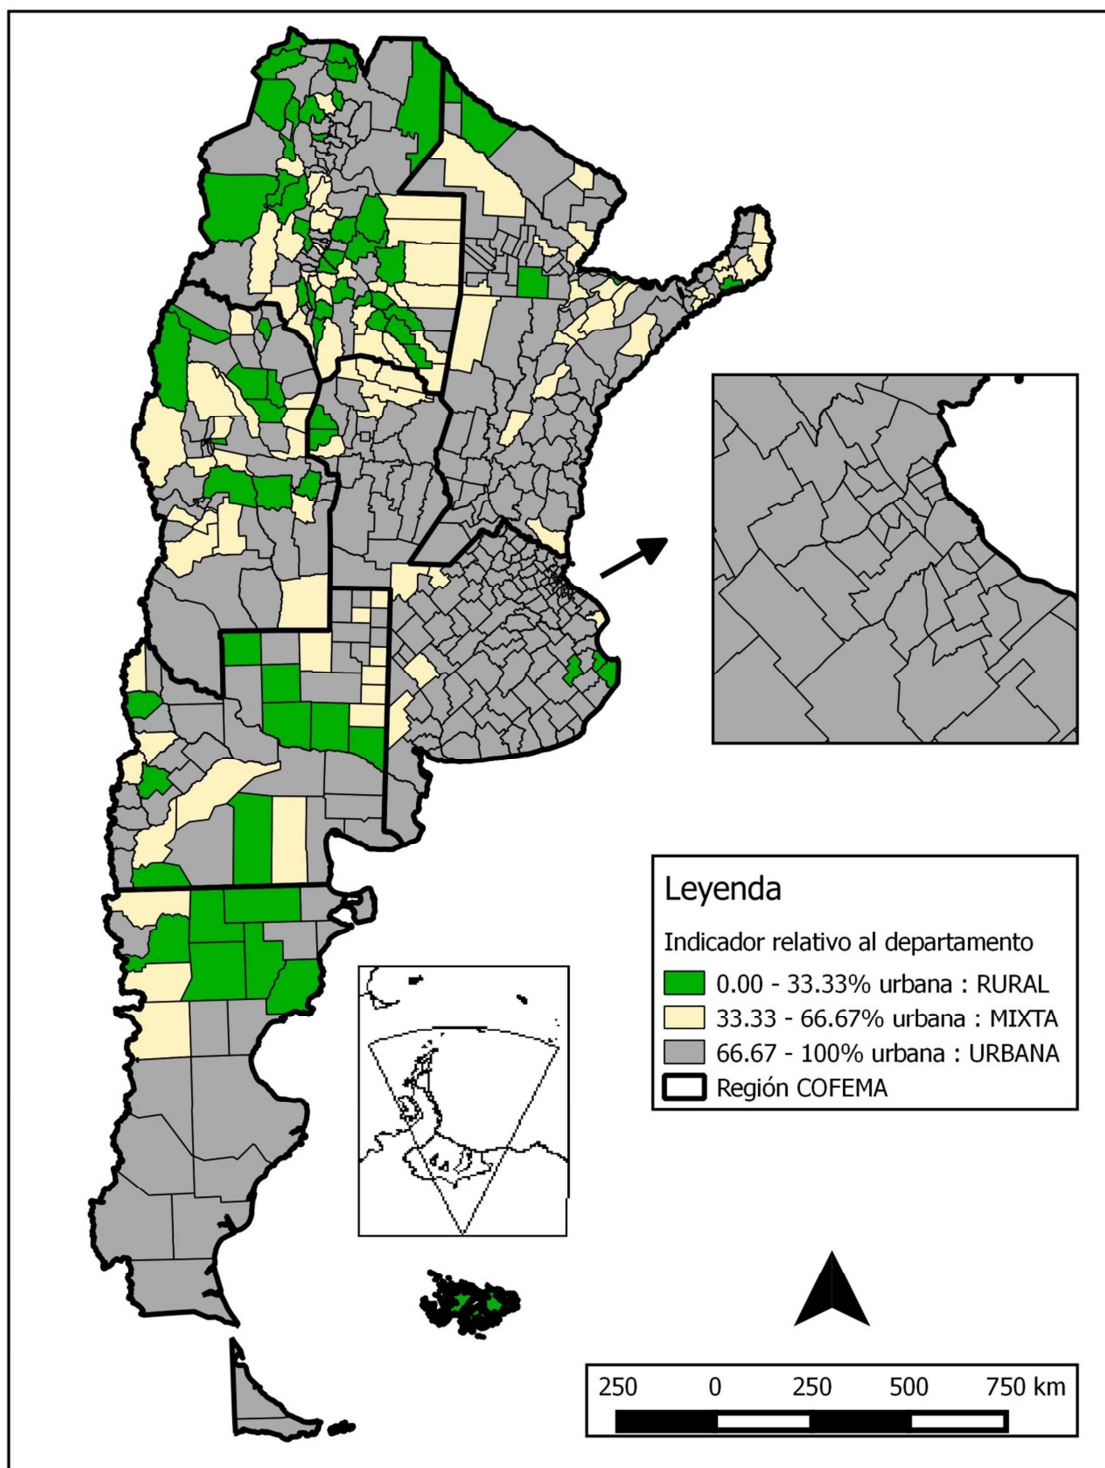 Leyenda
Indicador relativo al departamento
0.00 - 33.33% urbana : RURAL
33.33 - 66.67% urbana : MIXTA
66.67 - 100% urbana : URBANA
Región COFEMA
250 0 250 500 750 km